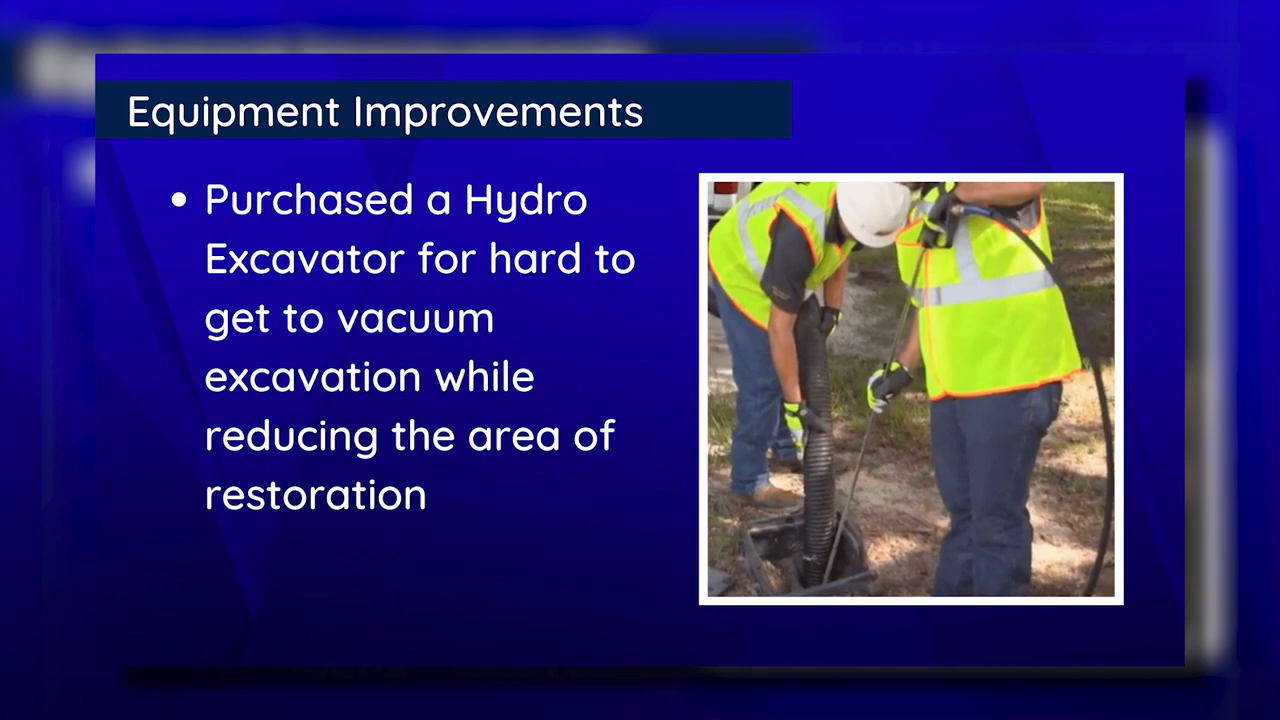 Equipment Improvements
• Purchased a Hydro
Excavator for hard to
get to vacuum
excavation while
reducing the area of
restoration